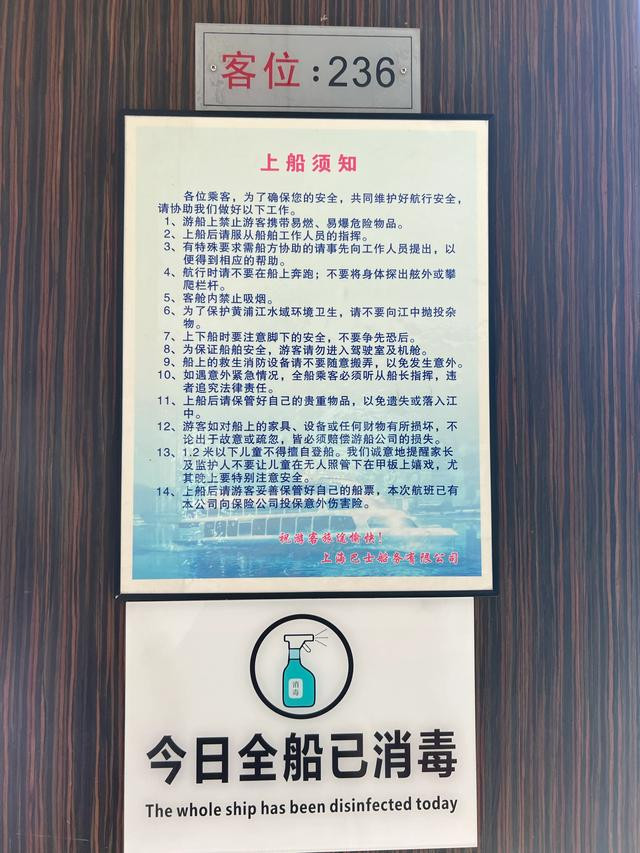 客位:236
上船须知
各位乘客，为了确保您的安全，共同维护好航行安全，
请协助我们做好以下工作。
1、游船上禁止游客携带易燃、易爆危险物品。
2、上船后请服从船舶工作人员的指挥。
3、有特殊要求需船方协助的请事先向工作人员提出，以
便得到相应的帮助。
4、航行时请不要在船上奔跑；不要将身体探出舷外或攀
爬栏杆。
5、客舱内禁止吸烟。
6、为了保护黄浦江水域环境卫生，请不要向江中抛投杂
物。
7、上下船时要注意脚下的安全，不要争先恐后。
8、为保证船舶安全，游客请勿进入驾驶室及机舱。
9、船上的救生消防设备请不要随意搬弄，以免发生意外。
10、如遇意外紧急情况，全船乘客必须听从船长指挥，违
者追究法律责任。
11、上船后请保管好自己的贵重物品，以免遗失或落入江
中。
12、游客如对船上的家具、设备或任何财物有所损坏，不
论出于故意或疏忽，皆必须赔偿游船公司的损失。
13、1.2米以下儿童不得擅自登船。我们诚意地提醒家长
及监护人不要让儿童在无人照管下在甲板上嬉戏，尤
其晚上要特别注意安全。
14、上船后请游客妥善保管好自己的船票，本次航班已有
本公司向保险公司投保意外伤害险。
祝游客旅途愉快！
上海巴士船务有限公司
消毒
今日全船已消毒
The whole ship has been disinfected today